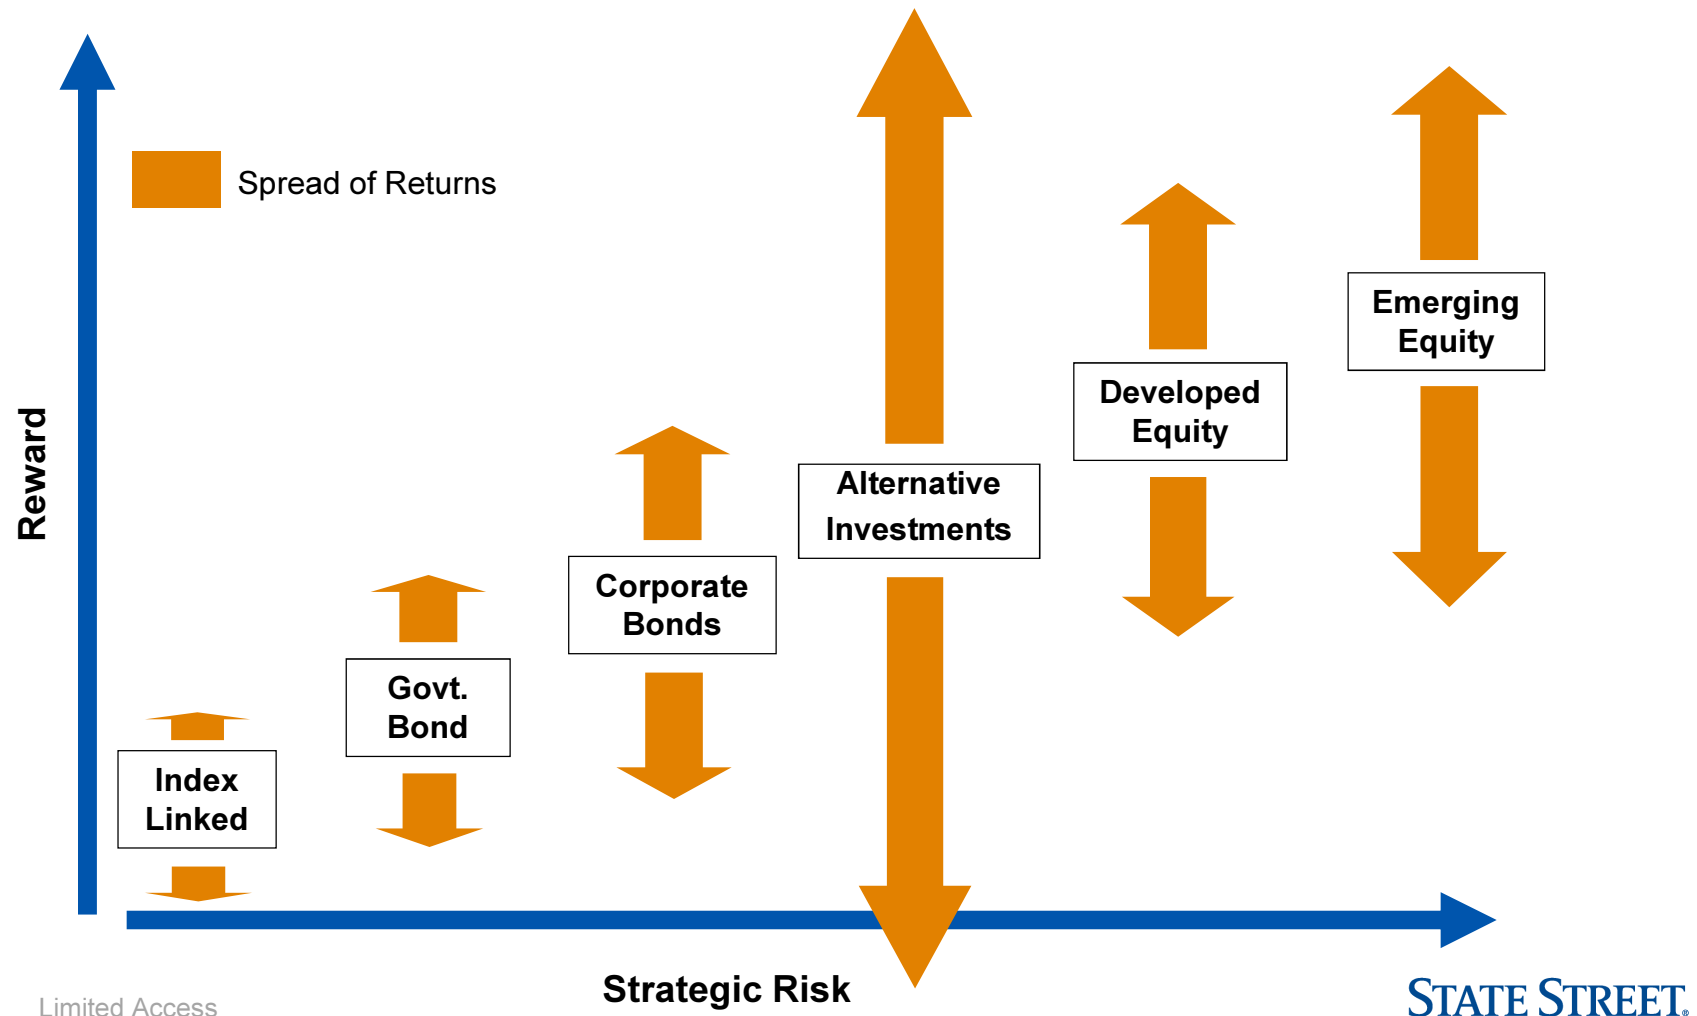 Spread of Returns
Emerging
Equity
Developed
Equity
Alternative
Investments
Corporate
Bonds
Govt.
Bond
Index
Linked
Reward
Strategic Risk
Limited Access
STATE STREET®